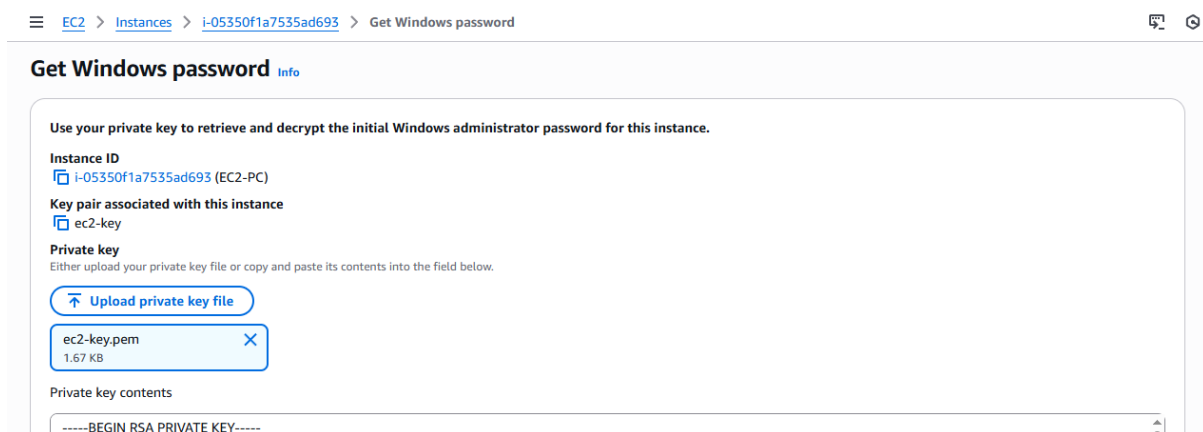 EC2 > Instances > i-05350f1a7535ad693 > Get Windows password
Get Windows password Info
Use your private key to retrieve and decrypt the initial Windows administrator password for this instance.
Instance ID
i-05350f1a7535ad693 (EC2-PC)
Key pair associated with this instance
ec2-key
Private key
Either upload your private key file or copy and paste its contents into the field below.
Upload private key file
ec2-key.pem
1.67 KB
Private key contents
-----BEGIN RSA PRIVATE KEY-----